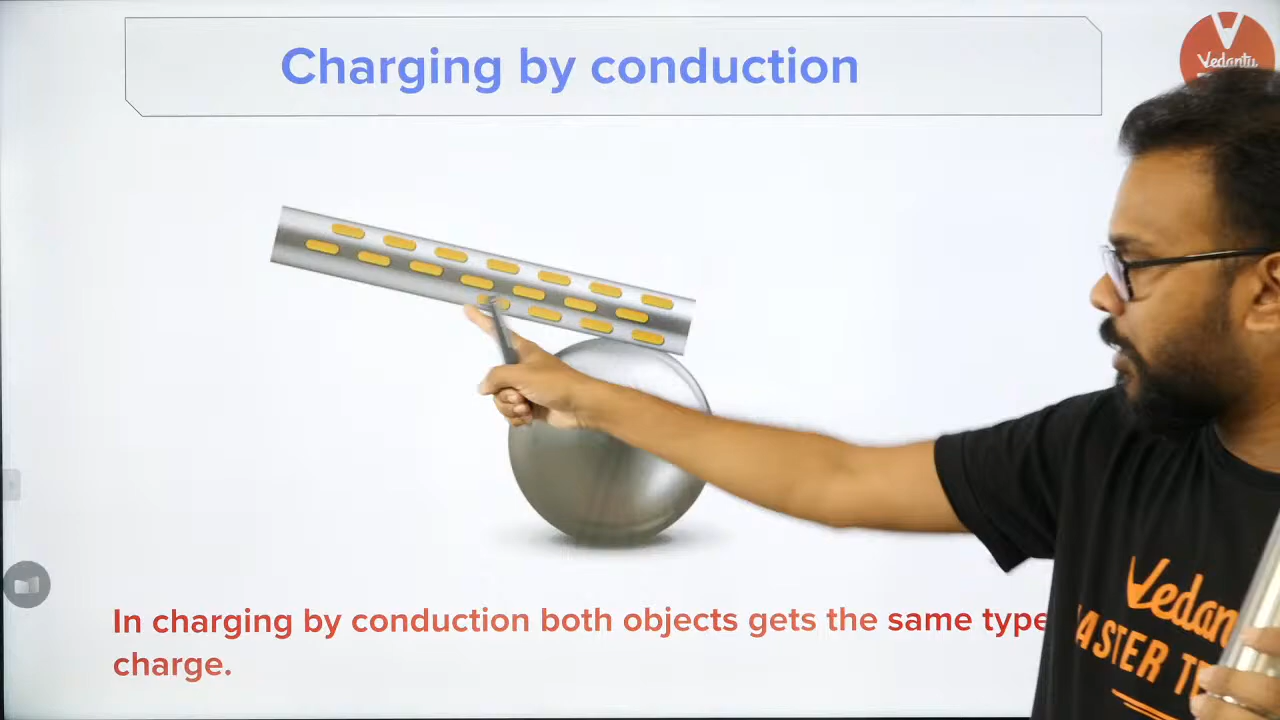 Charging by conduction
Vedantu
In charging by conduction both objects gets the same type
charge.
Vedan
ASTER